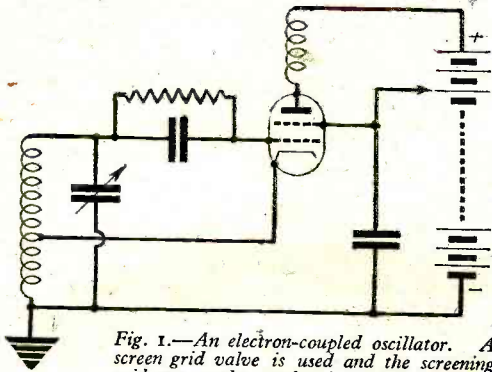 +
−
Fig. 1.—An electron-coupled oscillator. A
screen grid valve is used and the screening